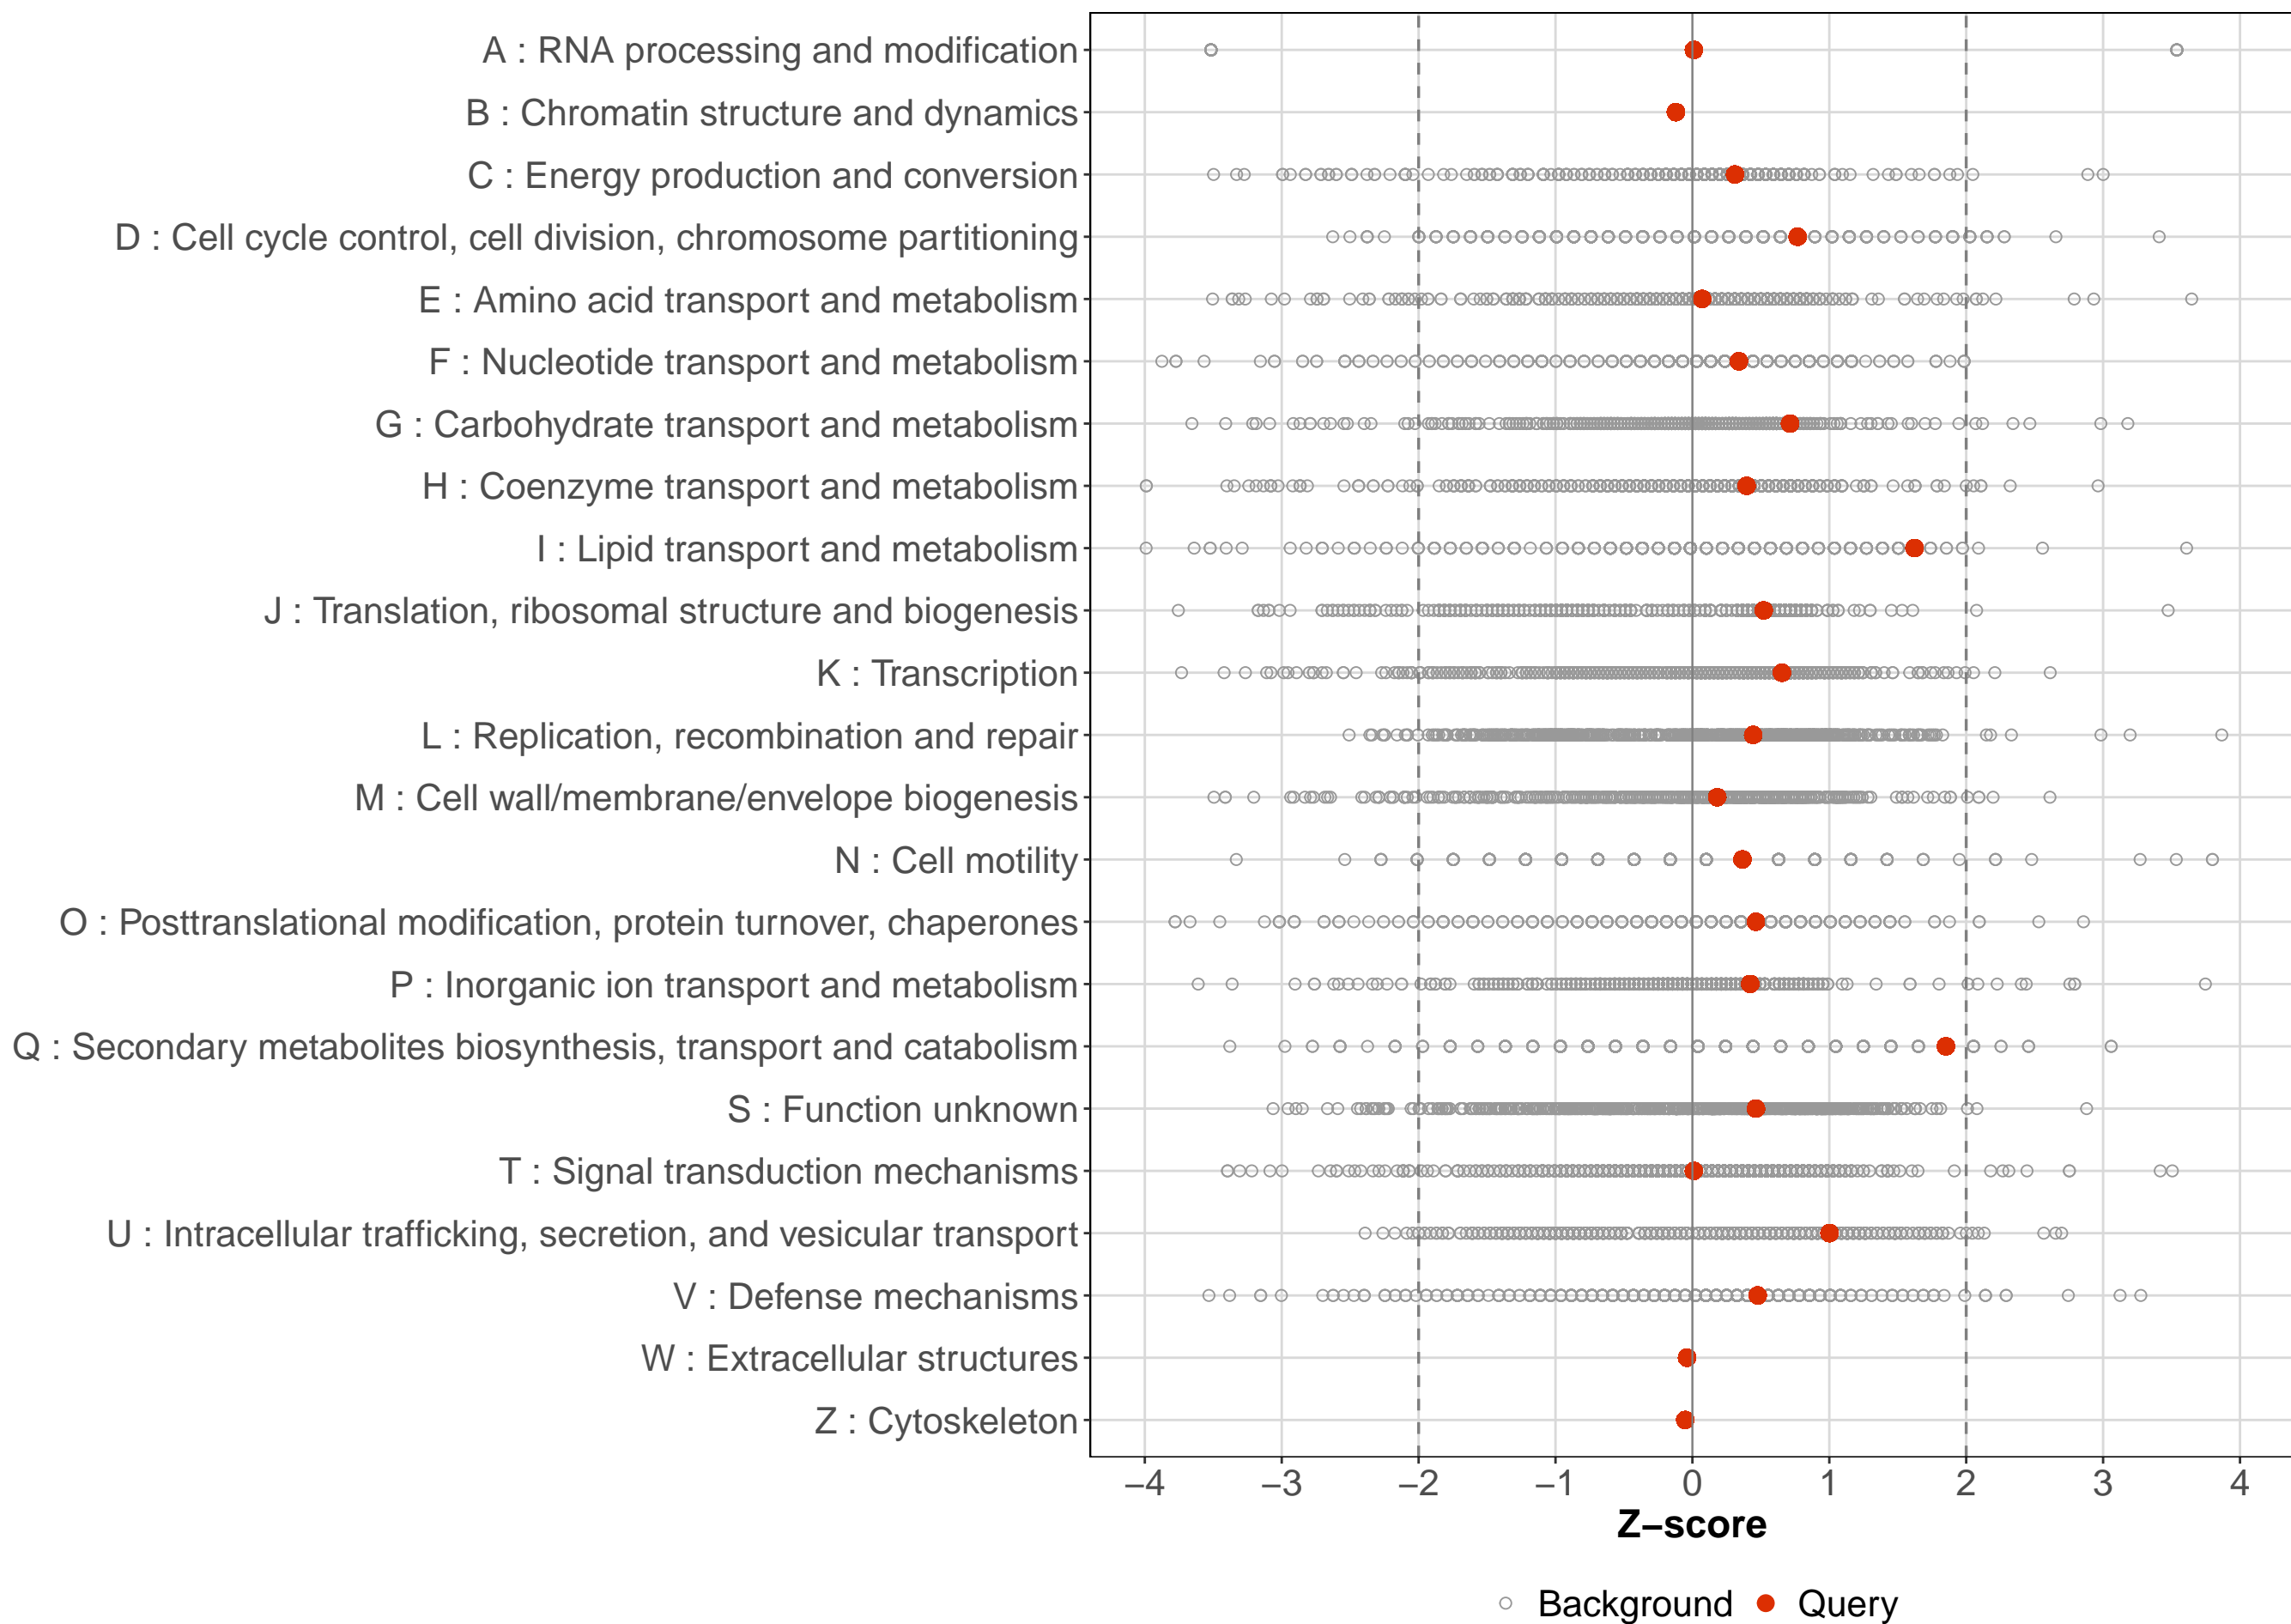 A : RNA processing and modification
B : Chromatin structure and dynamics
C : Energy production and conversion
D : Cell cycle control, cell division, chromosome partitioning
E : Amino acid transport and metabolism
F : Nucleotide transport and metabolism
G : Carbohydrate transport and metabolism
H : Coenzyme transport and metabolism
I : Lipid transport and metabolism
J : Translation, ribosomal structure and biogenesis
K : Transcription
L : Replication, recombination and repair
M : Cell wall/membrane/envelope biogenesis
N : Cell motility
O : Posttranslational modification, protein turnover, chaperones
P : Inorganic ion transport and metabolism
Q : Secondary metabolites biosynthesis, transport and catabolism
S : Function unknown
T : Signal transduction mechanisms
U : Intracellular trafficking, secretion, and vesicular transport
V : Defense mechanisms
W : Extracellular structures
Z : Cytoskeleton
−4 −3 −2 −1 0 1 2 3 4
Z−score
Background Query